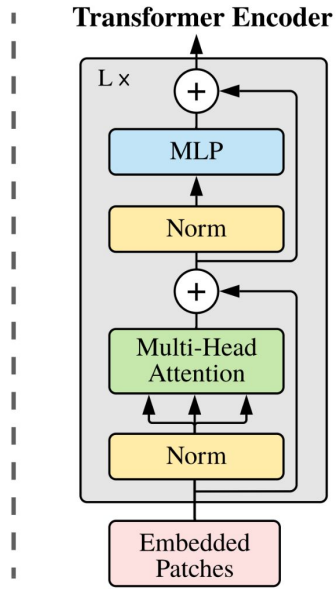 Transformer Encoder
L ×
+
MLP
Norm
+
Multi-Head
Attention
Norm
Embedded
Patches